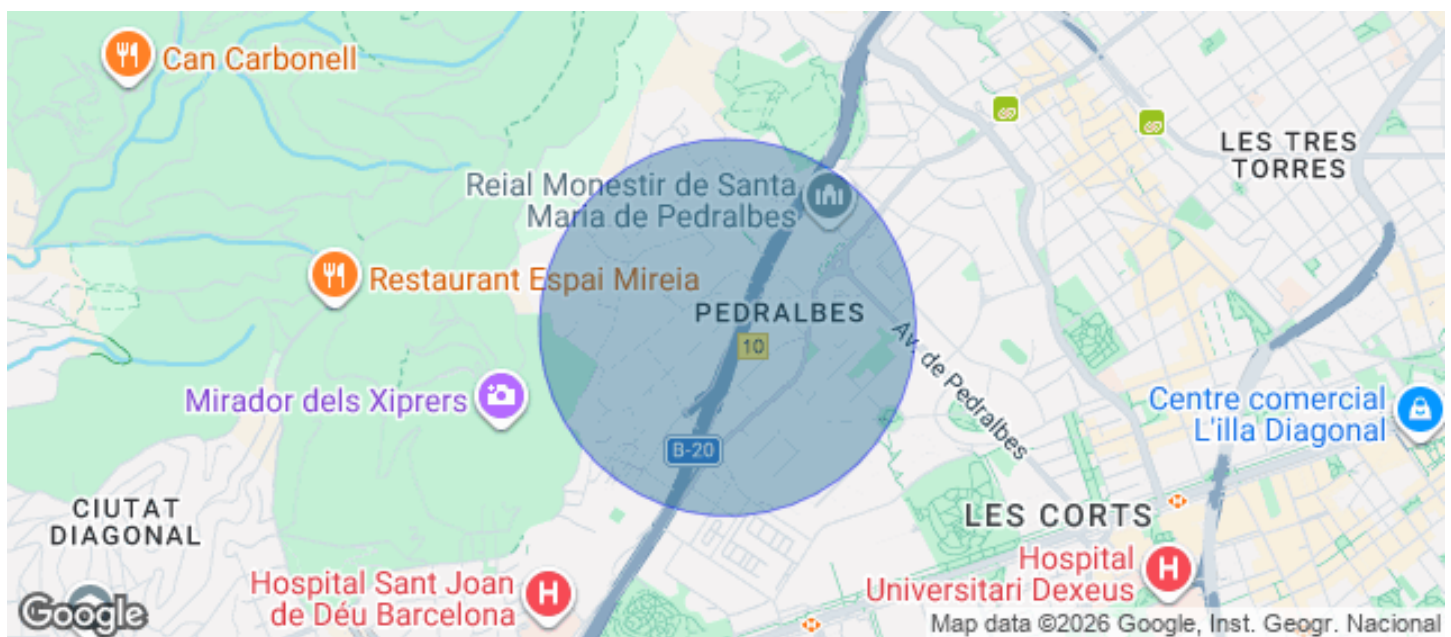 Can Carbonell
LES TRES
TORRES
Reial Monestir de Santa
Maria de Pedralbes
Restaurant Espai Mireia
PEDRALBES
10
Av. de Pedralbes
Mirador dels Xiprers
Centre comercial
L'illa Diagonal
B-20
CIUTAT
DIAGONAL
LES CORTS
Hospital Sant Joan
de Déu Barcelona
H
Hospital
Universitari Dexeus
H
Google
Map data ©2026 Google, Inst. Geogr. Nacional